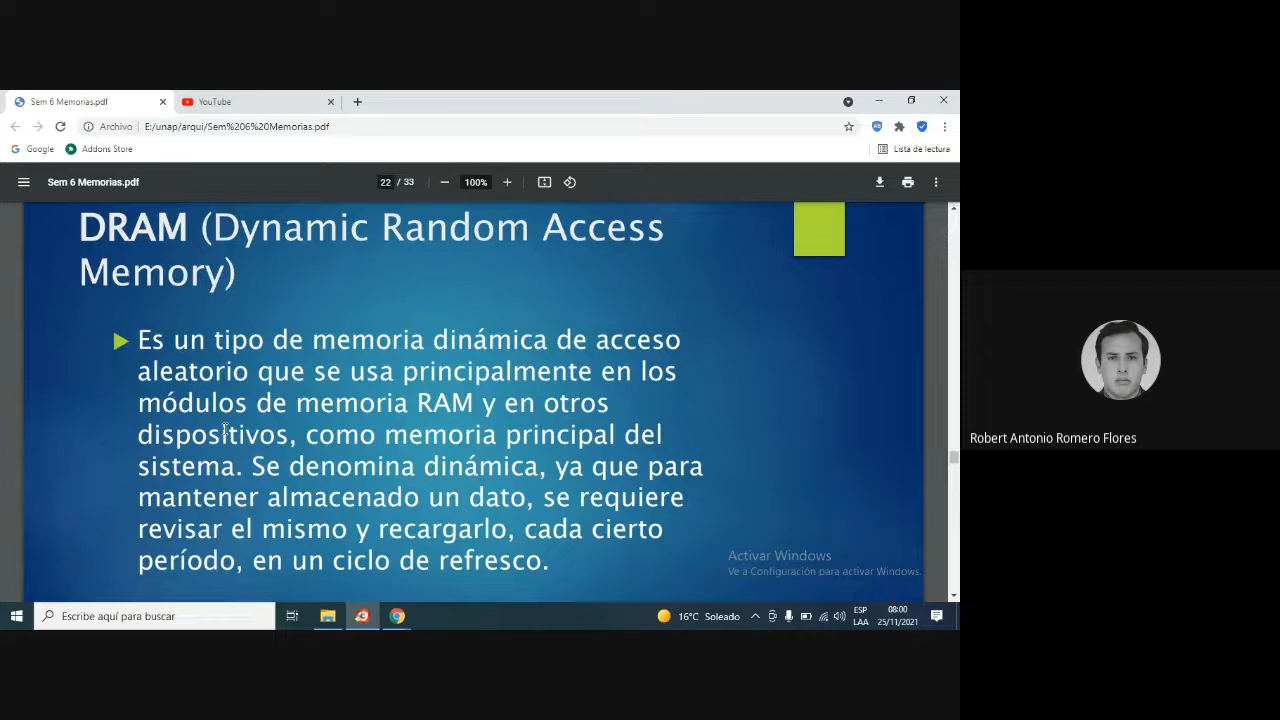 Sem 6 Memorias.pdf
YouTube
Archivo
E:/unap/arqui/Sem%206%20Memorias.pdf
Google
Addons Store
Lista de lectura
Sem 6 Memorias.pdf
22 / 33
100%
DRAM (Dynamic Random Access
Memory)
Es un tipo de memoria dinámica de acceso
aleatorio que se usa principalmente en los
módulos de memoria RAM y en otros
dispositivos, como memoria principal del
sistema. Se denomina dinámica, ya que para
mantener almacenado un dato, se requiere
revisar el mismo y recargarlo, cada cierto
período, en un ciclo de refresco.
Activar Windows
Ve a Configuración para activar Windows.
Robert Antonio Romero Flores
Escribe aquí para buscar
16°C Soleado
ESP
LAA
08:00
25/11/2021